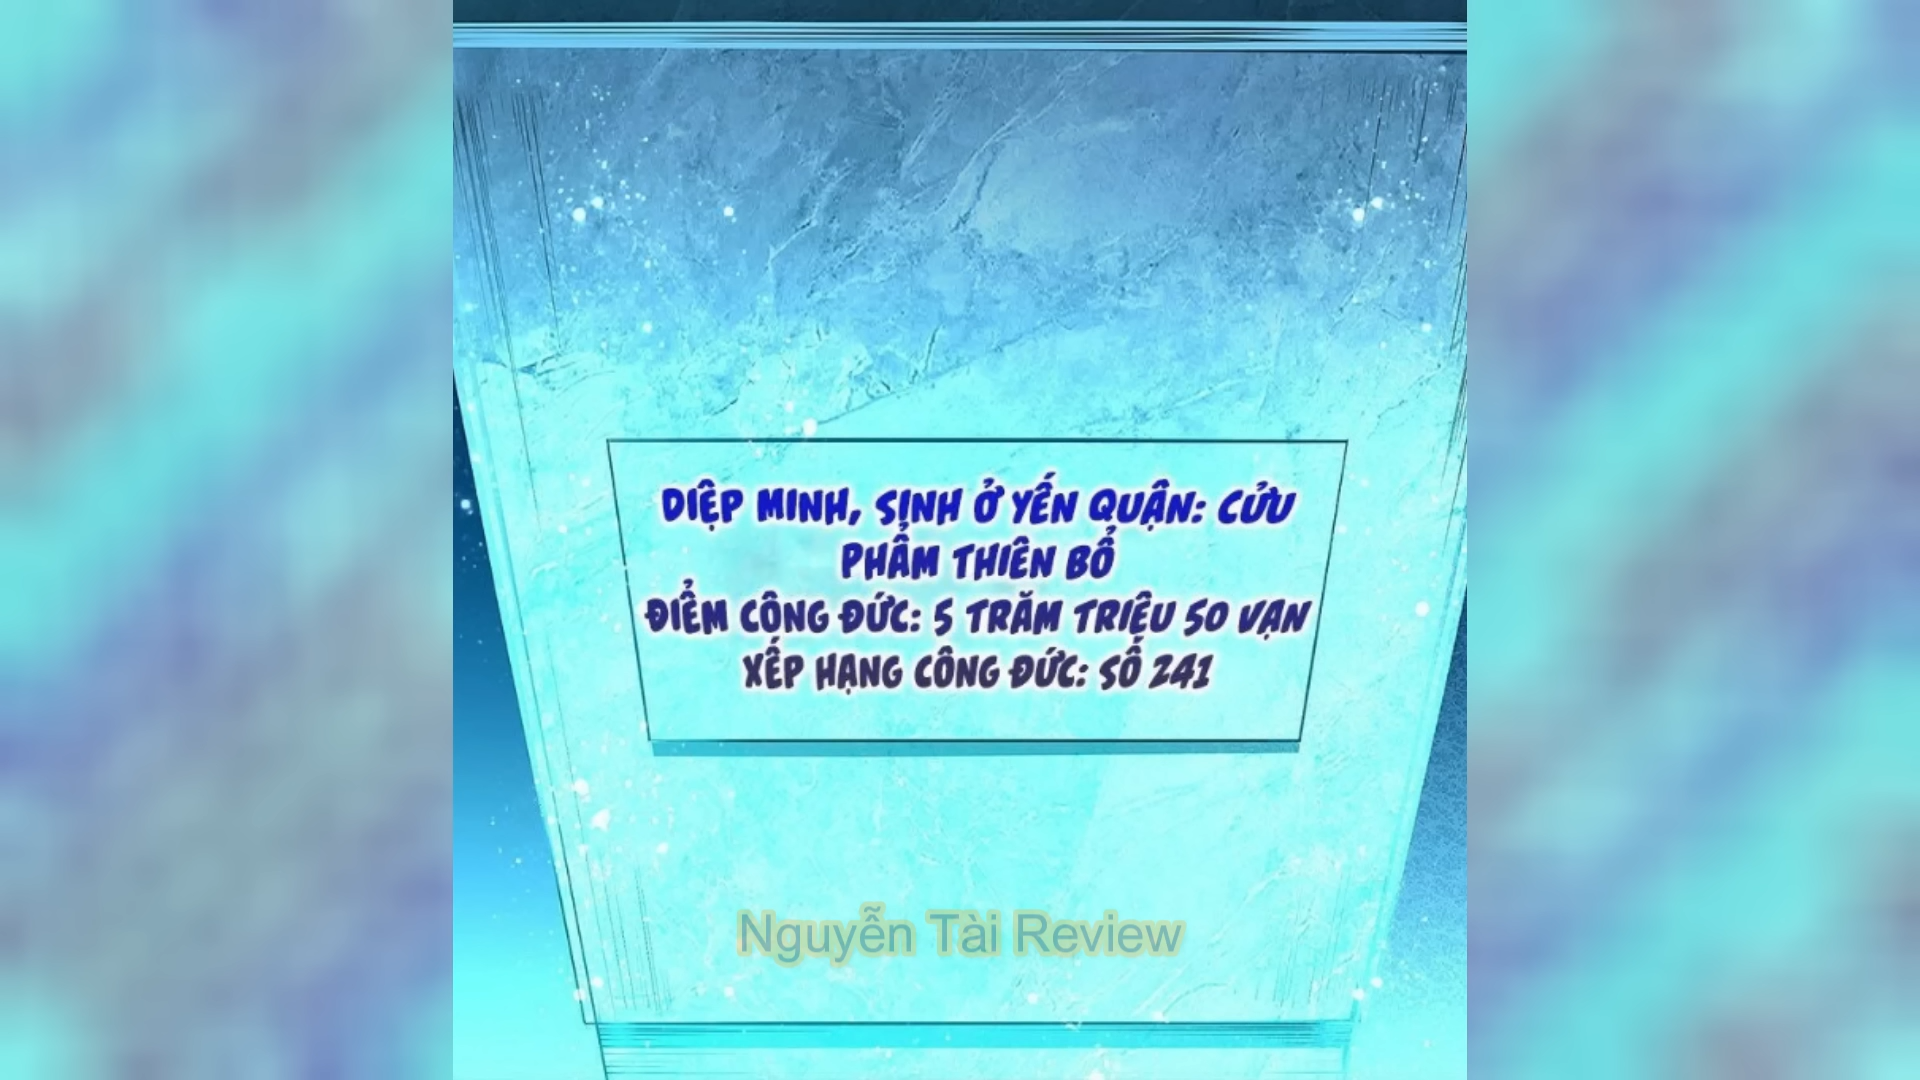 DIỆP MINH, SINH Ở YẾN QUẬN: CỬU
PHẨM THIÊN BỔ
ĐIỂM CÔNG ĐỨC: 5 TRĂM TRIỆU 50 VẠN
XẾP HẠNG CÔNG ĐỨC: SỐ 241
Nguyễn Tài Review